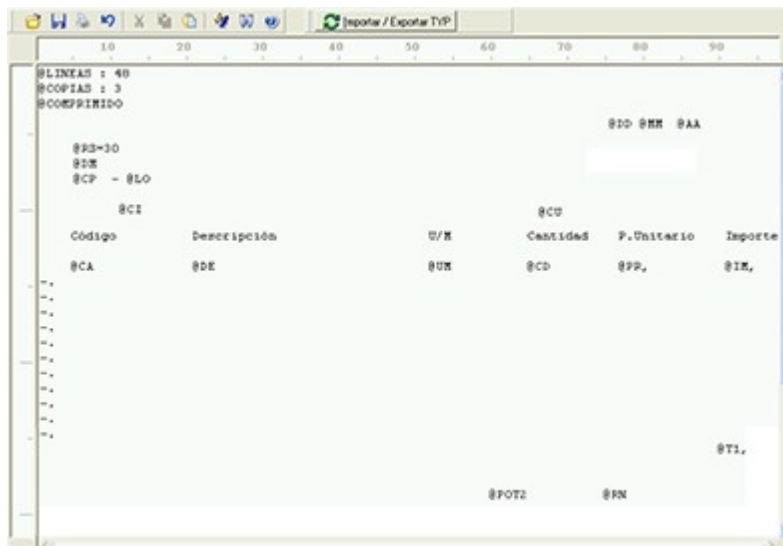 Importar / Exportar TYP
10 20 30 40 50 60 70 80 90
@LINEAS : 48
@COPIAS : 3
@COMPRIMIDO
@DD @MM @AA
@RS=30
@DM
@CP - @LO
@CI @CU
Código Descripción U/M Cantidad P.Unitario Importe
@CA @DE @UM @CD @PR, @IM,
-.
-.
-.
-.
-.
-.
-.
-.
-.
-.
-.
@T1,
@POT2 @RN